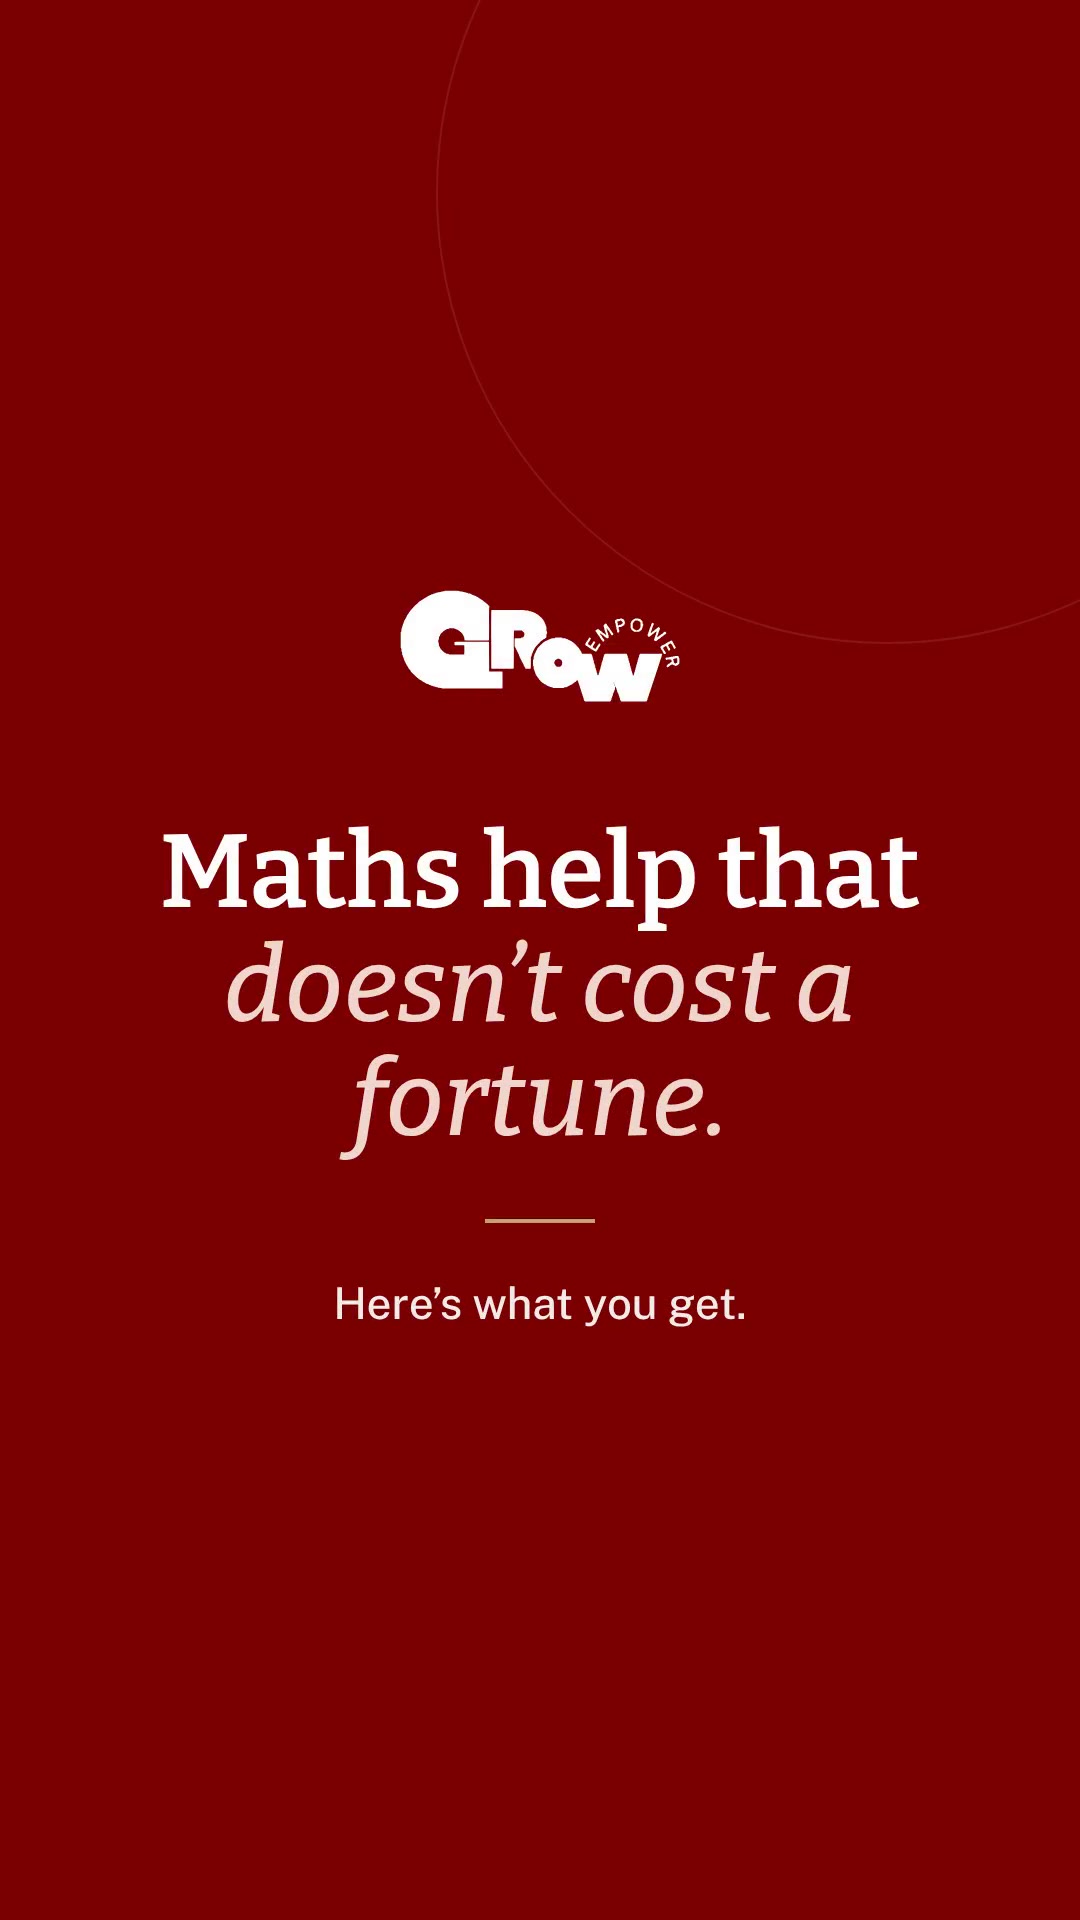 GROW EMPOWER
Maths help that
doesn’t cost a
fortune.
Here’s what you get.